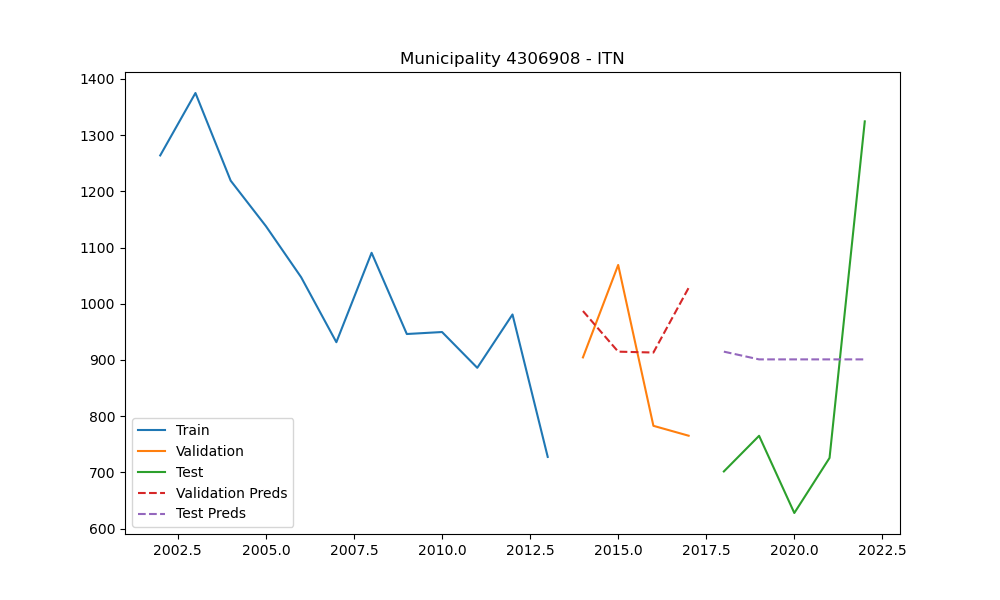 Municipality 4306908 - ITN
1400
1300
1200
1100
1000
900
800
700
600
Train
Validation
Test
Validation Preds
Test Preds
2002.5 2005.0 2007.5 2010.0 2012.5 2015.0 2017.5 2020.0 2022.5